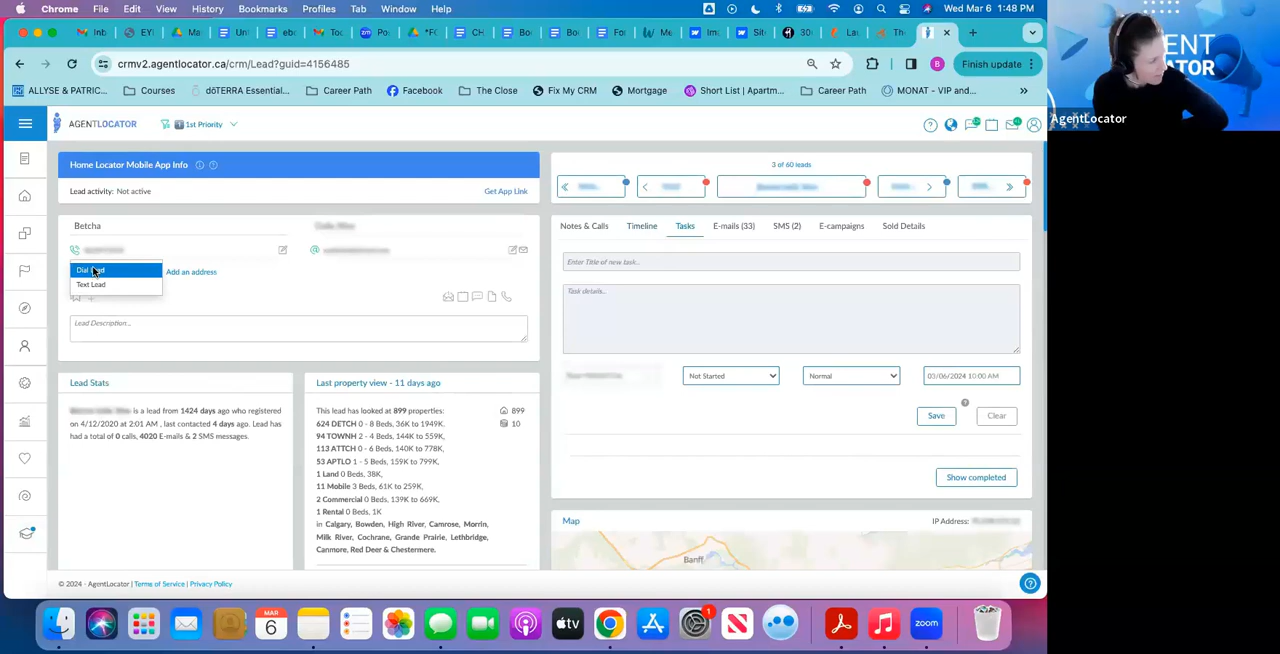 Chrome File Edit View History Bookmarks Profiles Tab Window Help
Wed Mar 6 1:48 PM
crmv2.agentlocator.ca/crm/Lead?guid=4156485
Finish update
ALLYSE & PATRIC... Courses dōTERRA Essential... Career Path Facebook The Close Fix My CRM Mortgage Short List | Apartm... Career Path MONAT - VIP and... »
AGENTLOCATOR
1st Priority
Home Locator Mobile App Info
Lead activity: Not active
Get App Link
Betcha
Dial Lead
Text Lead
Add an address
Lead Description...
3 of 60 leads
Notes & Calls Timeline Tasks E-mails (33) SMS (2) E-campaigns Sold Details
Enter Title of new task...
Task details...
Not Started Normal 03/06/2024 10:00 AM
Save Clear
Show completed
Lead Stats
is a lead from 1424 days ago who registered
on 4/12/2020 at 2:01 AM , last contacted 4 days ago. Lead has
had a total of 0 calls, 4020 E-mails & 2 SMS messages.
Last property view - 11 days ago
This lead has looked at 899 properties:
624 DETCH 0 - 8 Beds, 36K to 1949K,
94 TOWNH 2 - 4 Beds, 144K to 559K,
113 ATTCH 0 - 6 Beds, 140K to 778K,
53 APTLO 1 - 5 Beds, 159K to 799K,
1 Land 0 Beds, 38K,
11 Mobile 3 Beds, 61K to 259K,
2 Commercial 0 Beds, 139K to 669K,
1 Rental 0 Beds, 1K
in Calgary, Bowden, High River, Camrose, Morrin,
Milk River, Cochrane, Grande Prairie, Lethbridge,
Canmore, Red Deer & Chestermere.
899
10
Map
IP Address:
Banff
© 2024 - AgentLocator | Terms of Service | Privacy Policy
MAR
6
tv
1
zoom
ENT
LOCATOR
AgentLocator